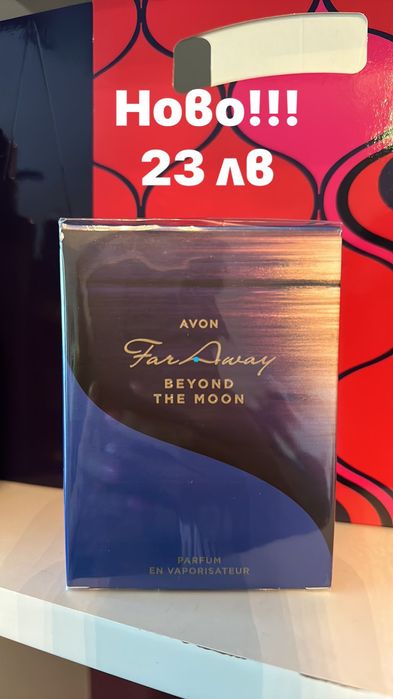 Ново!!!
23 лв
AVON
Far Away
BEYOND
THE MOON
PARFUM
EN VAPORISATEUR